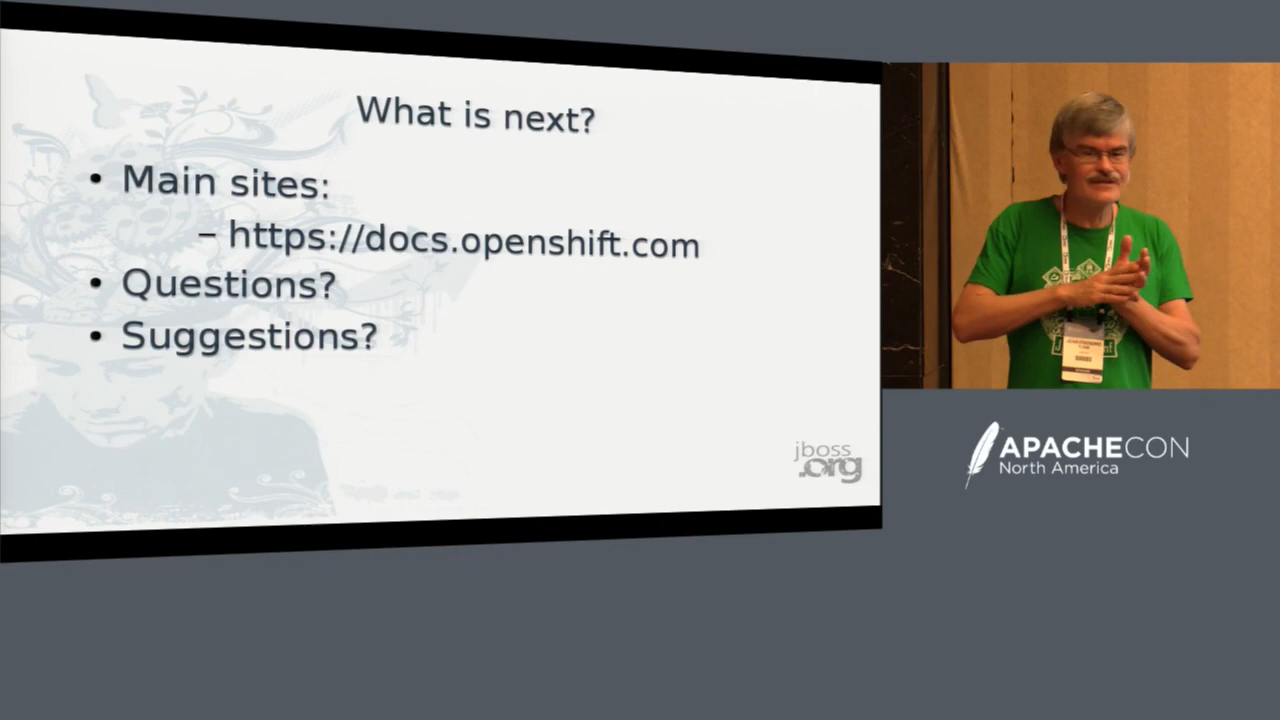 What is next?
• Main sites:
– https://docs.openshift.com
• Questions?
• Suggestions?
jboss
.org
APACHECON
North America